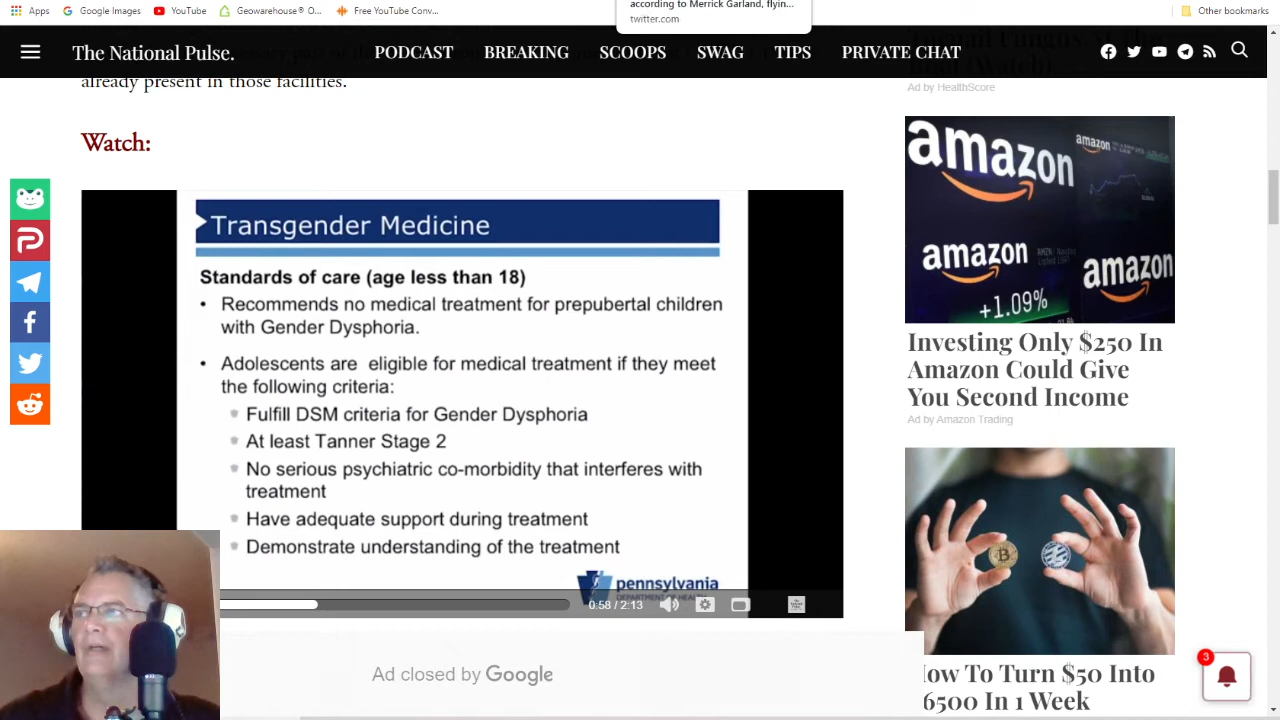 Apps
Google Images
YouTube
Geowarehouse® O...
Free YouTube Conv...
according to Merrick Garland, flyin...
twitter.com
Other bookmarks
The National Pulse.
PODCAST
BREAKING
SCOOPS
SWAG
TIPS
PRIVATE CHAT
already present in those facilities.
Watch:
Transgender Medicine
Standards of care (age less than 18)
• Recommends no medical treatment for prepubertal children
with Gender Dysphoria.
• Adolescents are eligible for medical treatment if they meet
the following criteria:
Fulfill DSM criteria for Gender Dysphoria
At least Tanner Stage 2
No serious psychiatric co-morbidity that interferes with
treatment
Have adequate support during treatment
Demonstrate understanding of the treatment
pennsylvania
DEPARTMENT OF HEALTH
0:58 / 2:13
Ad closed by Google
Ad by HealthScore
amazon
amazon
amazon
amazon
+1.09%
Investing Only $250 In
Amazon Could Give
You Second Income
Ad by Amazon Trading
How To Turn $50 Into
6500 In 1 Week
3